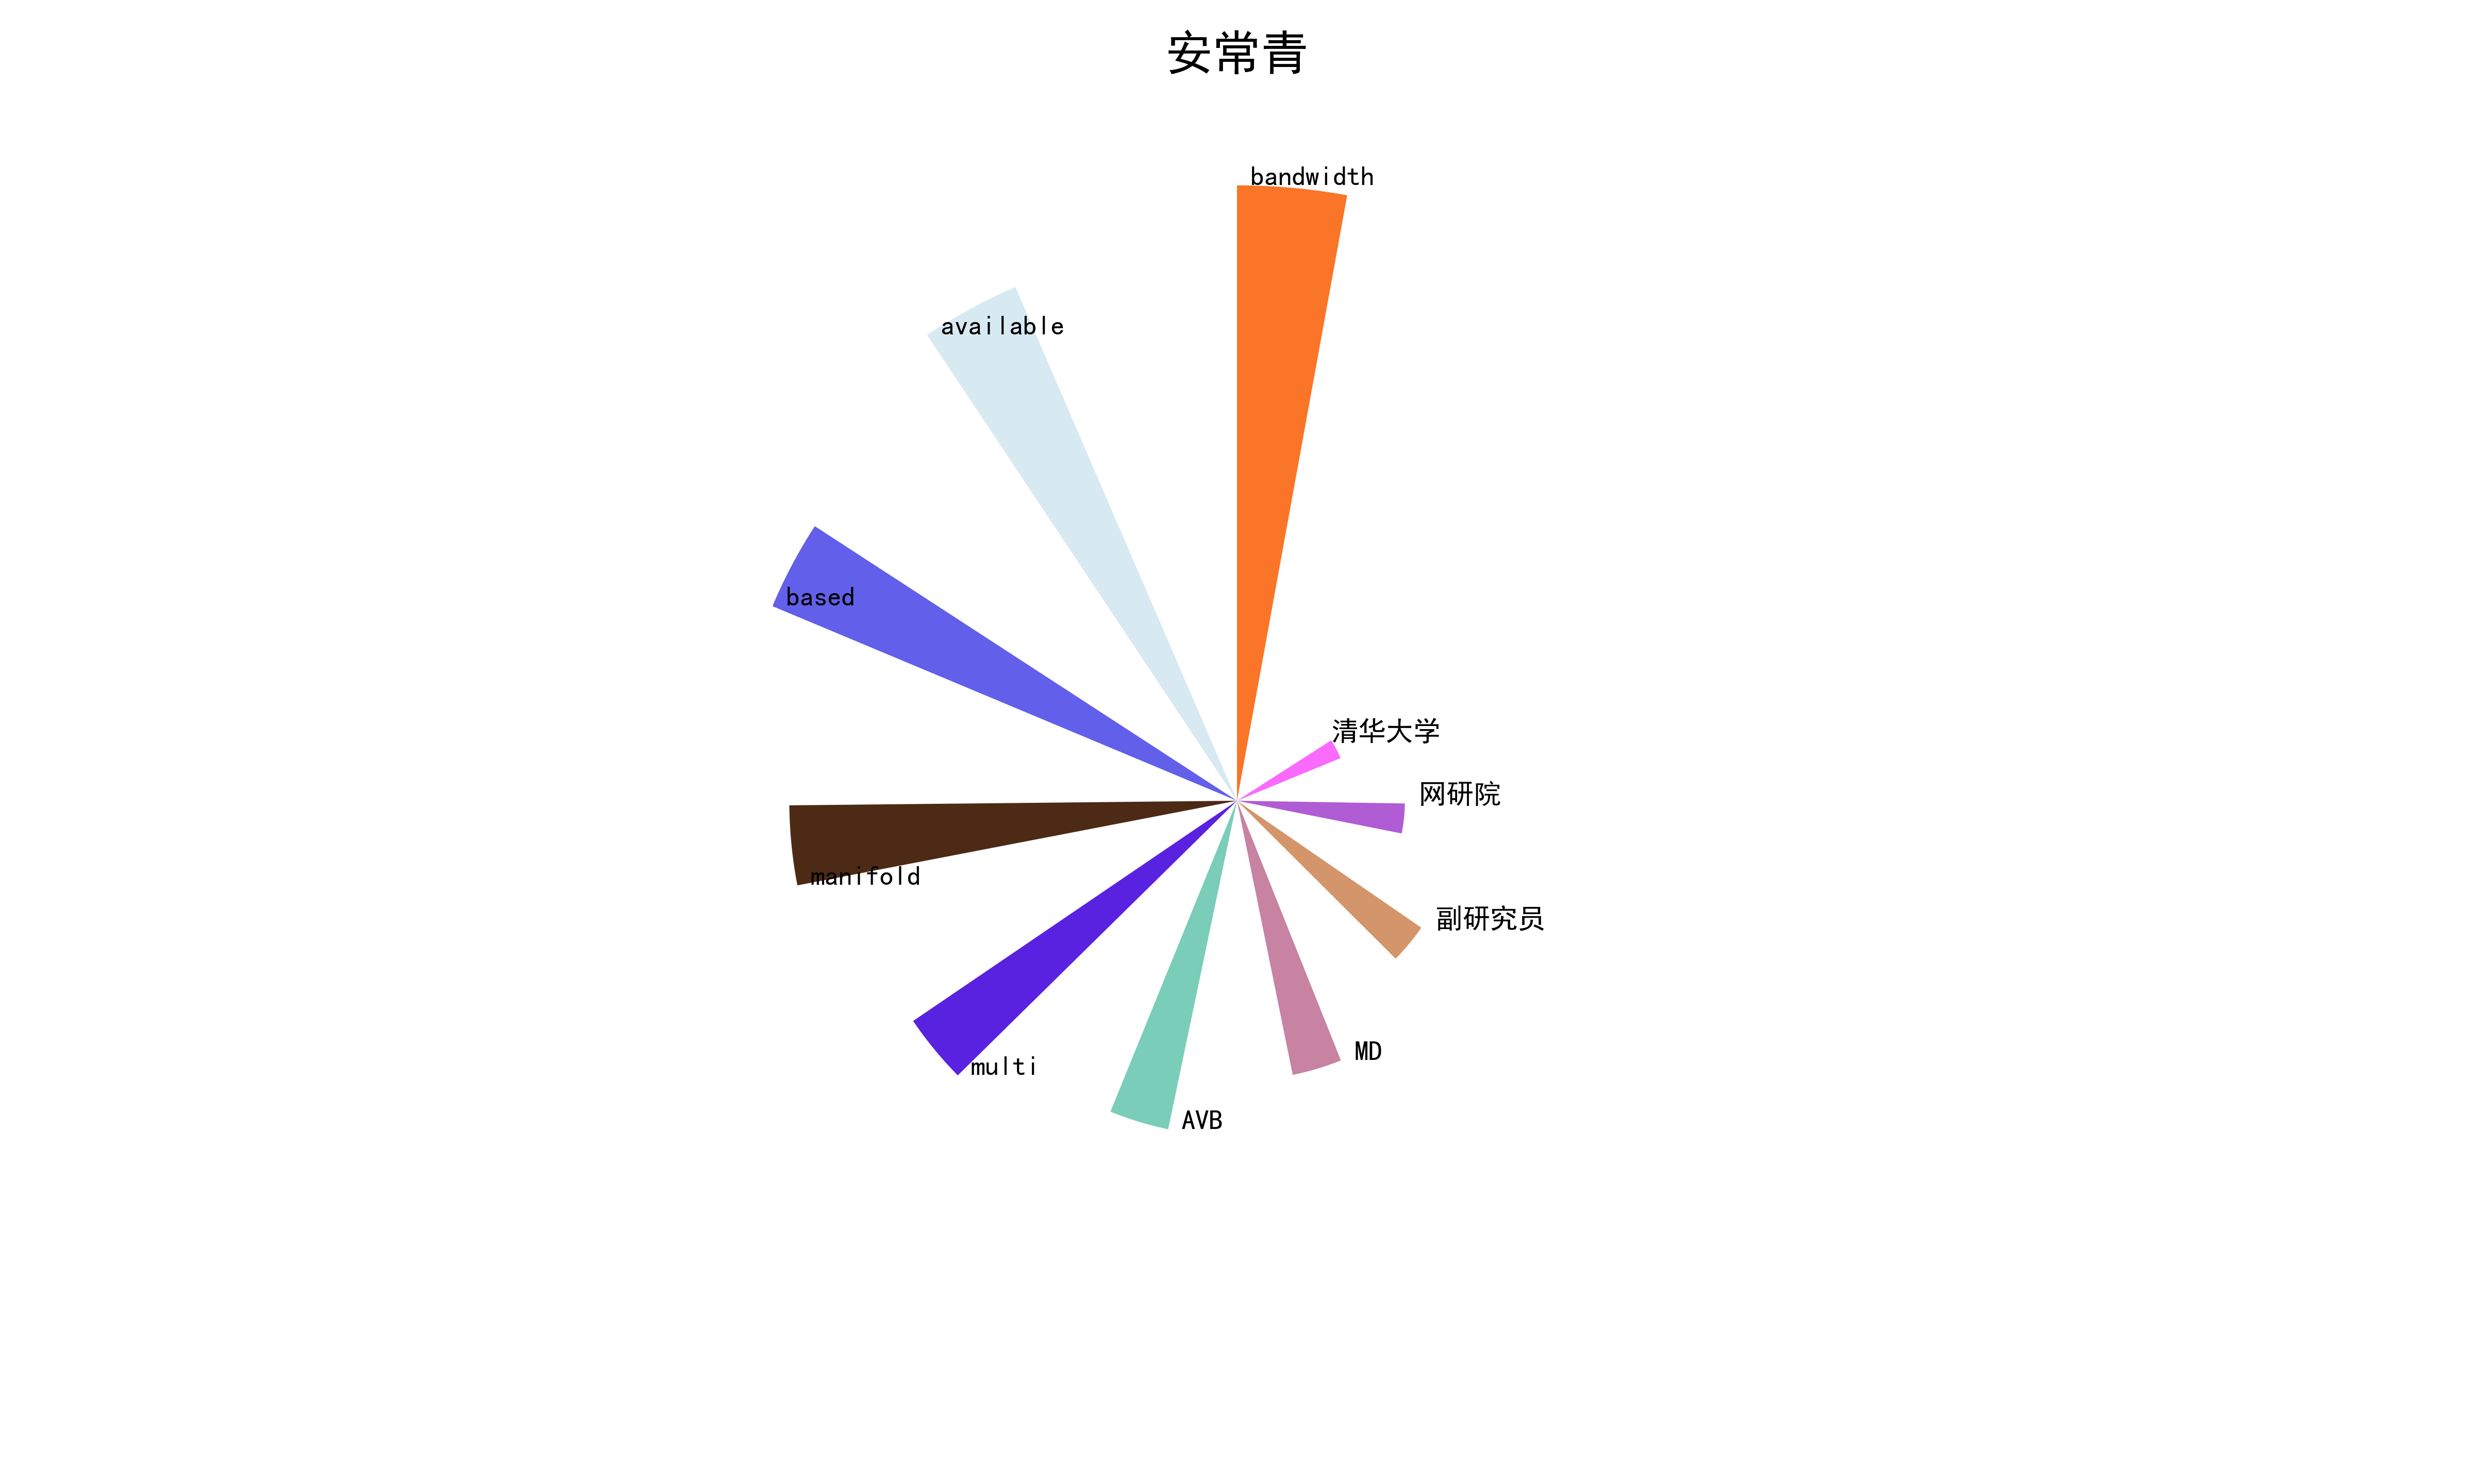 安常青
bandwidth
available
based
清华大学
网研院
manifold
副研究员
MD
multi
AVB